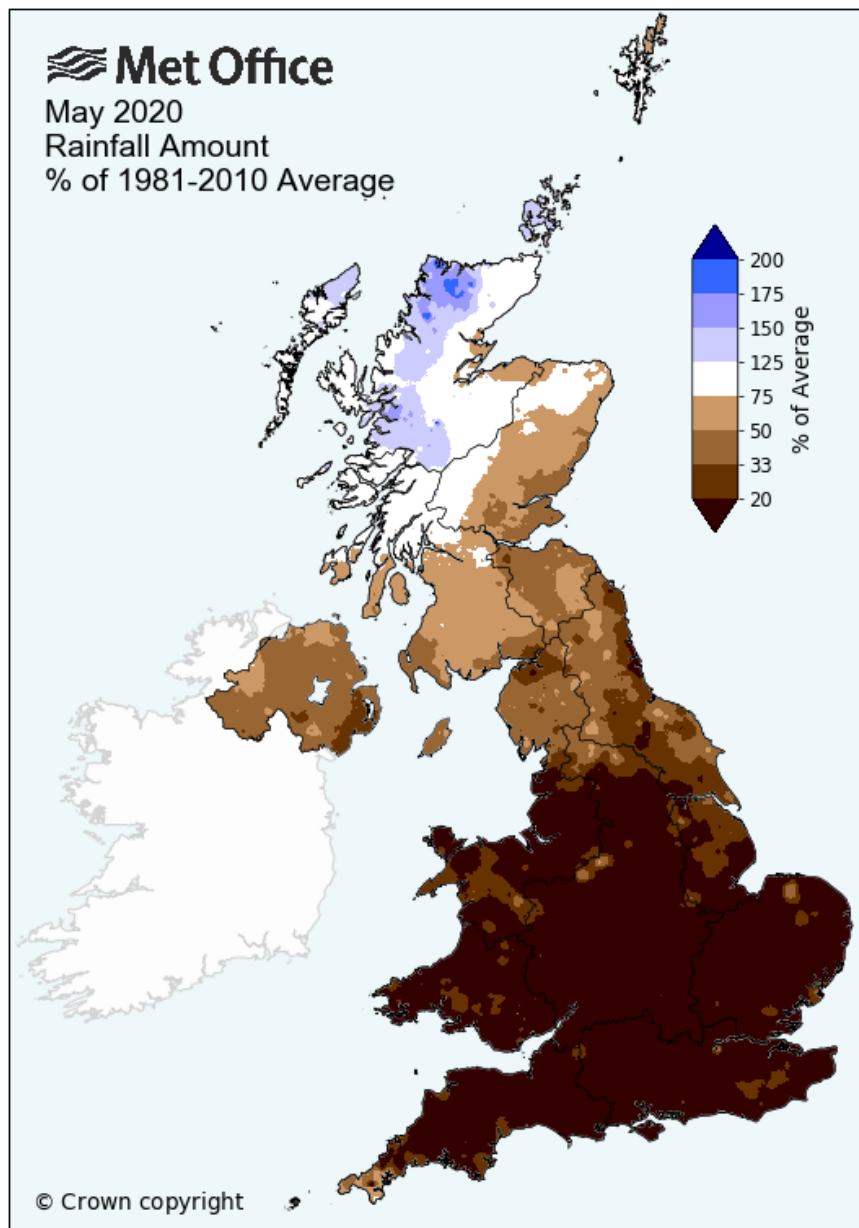 Met Office
May 2020
Rainfall Amount
% of 1981-2010 Average
200
175
150
125
75
50
33
20
% of Average
© Crown copyright